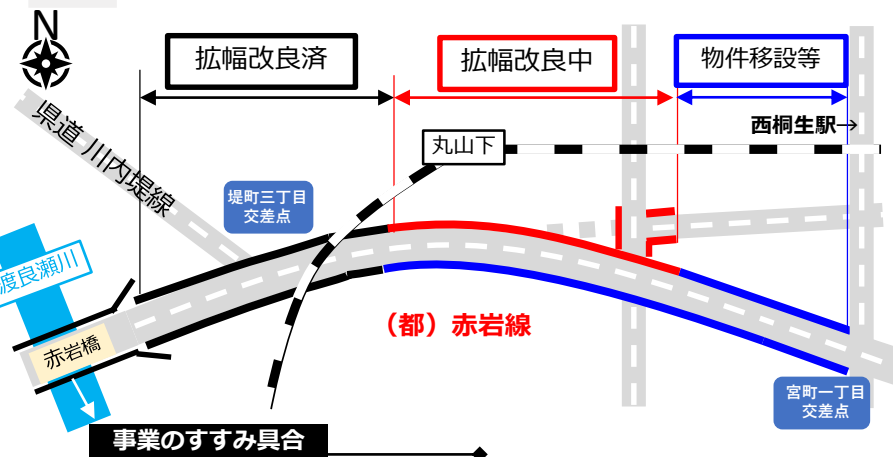 N
拡幅改良済
拡幅改良中
物件移設等
西桐生駅→
県道 川内堤線
丸山下
堤町三丁目
交差点
渡良瀬川
(都)赤岩線
赤岩橋
宮町一丁目
交差点
事業のすすみ具合